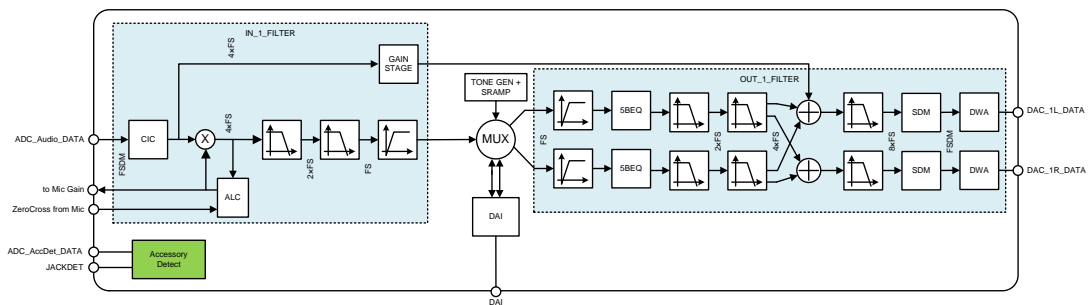 IN_1_FILTER
4×FS
GAIN
STAGE
TONE GEN +
SRAMP
OUT_1_FILTER
ADC_Audio_DATA
FSDM
CIC
X
4xFS
2×FS
FS
MUX
FS
5BEQ
2×FS
4×FS
8×FS
SDM
FSDM
DWA
DAC_1L_DATA
5BEQ
SDM
DWA
DAC_1R_DATA
to Mic Gain
ALC
ZeroCross from Mic
DAI
ADC_AccDet_DATA
JACKDET
Accessory
Detect
DAI